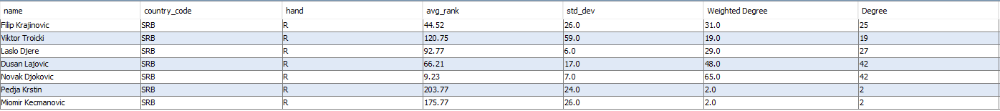 name country_code hand avg_rank std_dev Weighted Degree Degree
Filip Krajinovic SRB R 44.52 26.0 31.0 25
Viktor Troicki SRB R 120.75 59.0 19.0 19
Laslo Djere SRB R 92.77 6.0 29.0 27
Dusan Lajovic SRB R 66.21 17.0 48.0 42
Novak Djokovic SRB R 9.23 7.0 65.0 42
Pedja Krstin SRB R 203.77 24.0 2.0 2
Miomir Kecmanovic SRB R 175.77 26.0 2.0 2